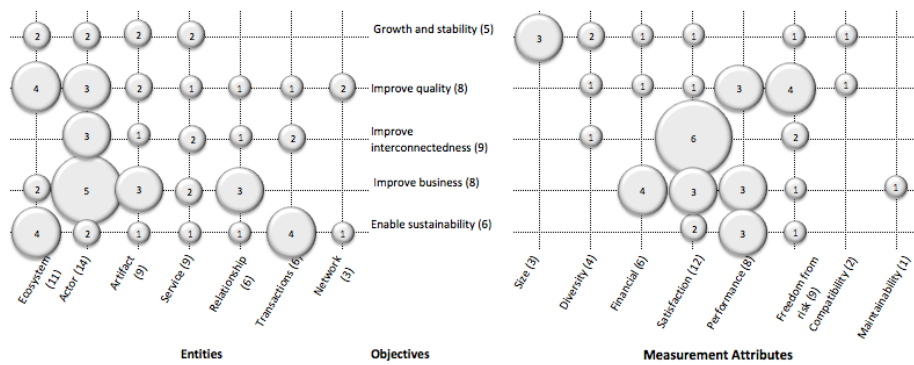 2 2 2 2 Growth and stability (5) 3 2 1 1 1 1
4 3 2 1 1 1 2 Improve quality (8) 1 1 1 3 4 1
3 1 2 1 2 Improve
interconnectedness (9) 1 6 2
2 5 3 2 3 Improve business (8) 4 3 3 1 1
4 2 1 1 1 4 1 Enable sustainability (6) 2 3 1
Ecosystem
(11)
Actor (14)
Artifact
(9)
Service (9)
Relationship
(6)
Transactions (6)
Network
(3)
Size (3)
Diversity (4)
Financial (6)
Satisfaction (12)
Performance (8)
Freedom from
risk (9)
Compatibility (2)
Maintainability (1)
Entities Objectives Measurement Attributes